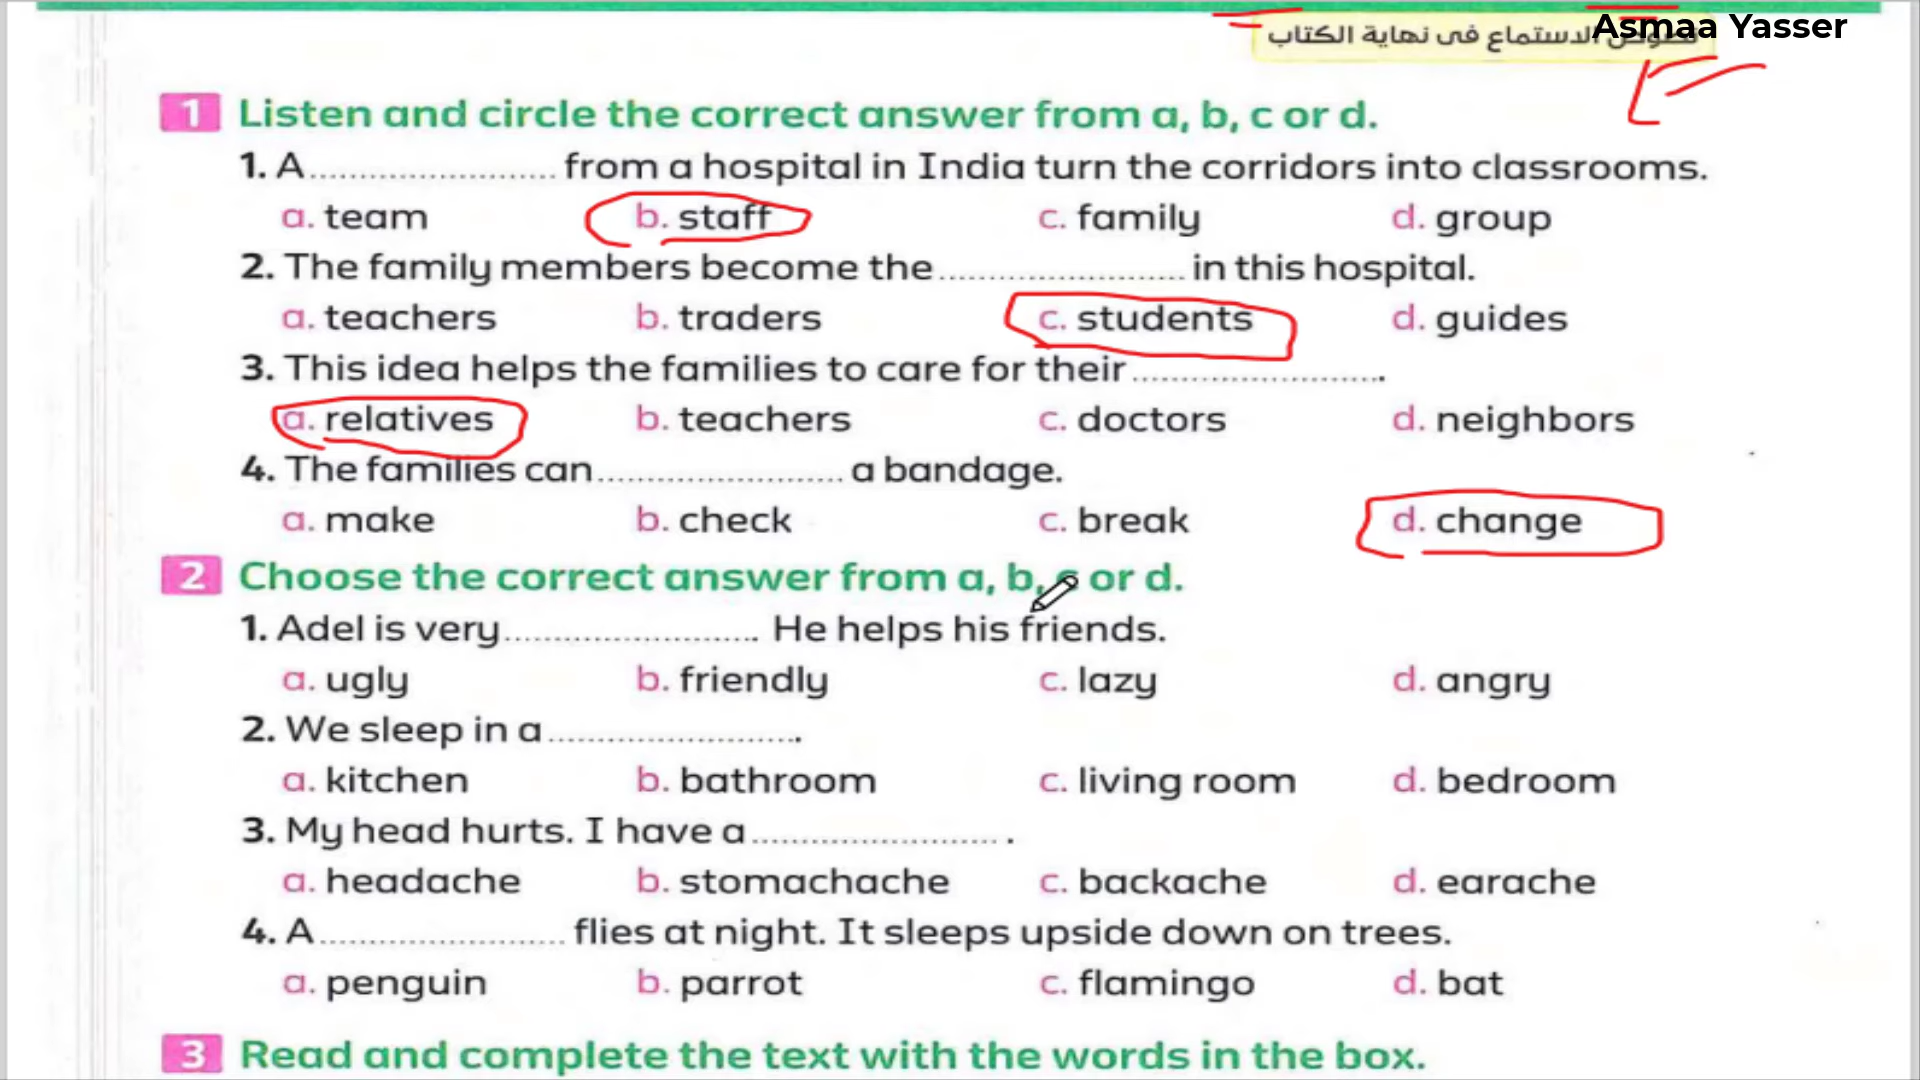 Asmaa Yasser
الاستماع فى نهاية الكتاب
1 Listen and circle the correct answer from a, b, c or d.
1. A........................ from a hospital in India turn the corridors into classrooms.
a. team b. staff c. family d. group
2. The family members become the........................ in this hospital.
a. teachers b. traders c. students d. guides
3. This idea helps the families to care for their.........................
a. relatives b. teachers c. doctors d. neighbors
4. The families can........................ a bandage.
a. make b. check c. break d. change
2 Choose the correct answer from a, b, c or d.
1. Adel is very......................... He helps his friends.
a. ugly b. friendly c. lazy d. angry
2. We sleep in a.........................
a. kitchen b. bathroom c. living room d. bedroom
3. My head hurts. I have a........................ .
a. headache b. stomachache c. backache d. earache
4. A........................ flies at night. It sleeps upside down on trees.
a. penguin b. parrot c. flamingo d. bat
3 Read and complete the text with the words in the box.